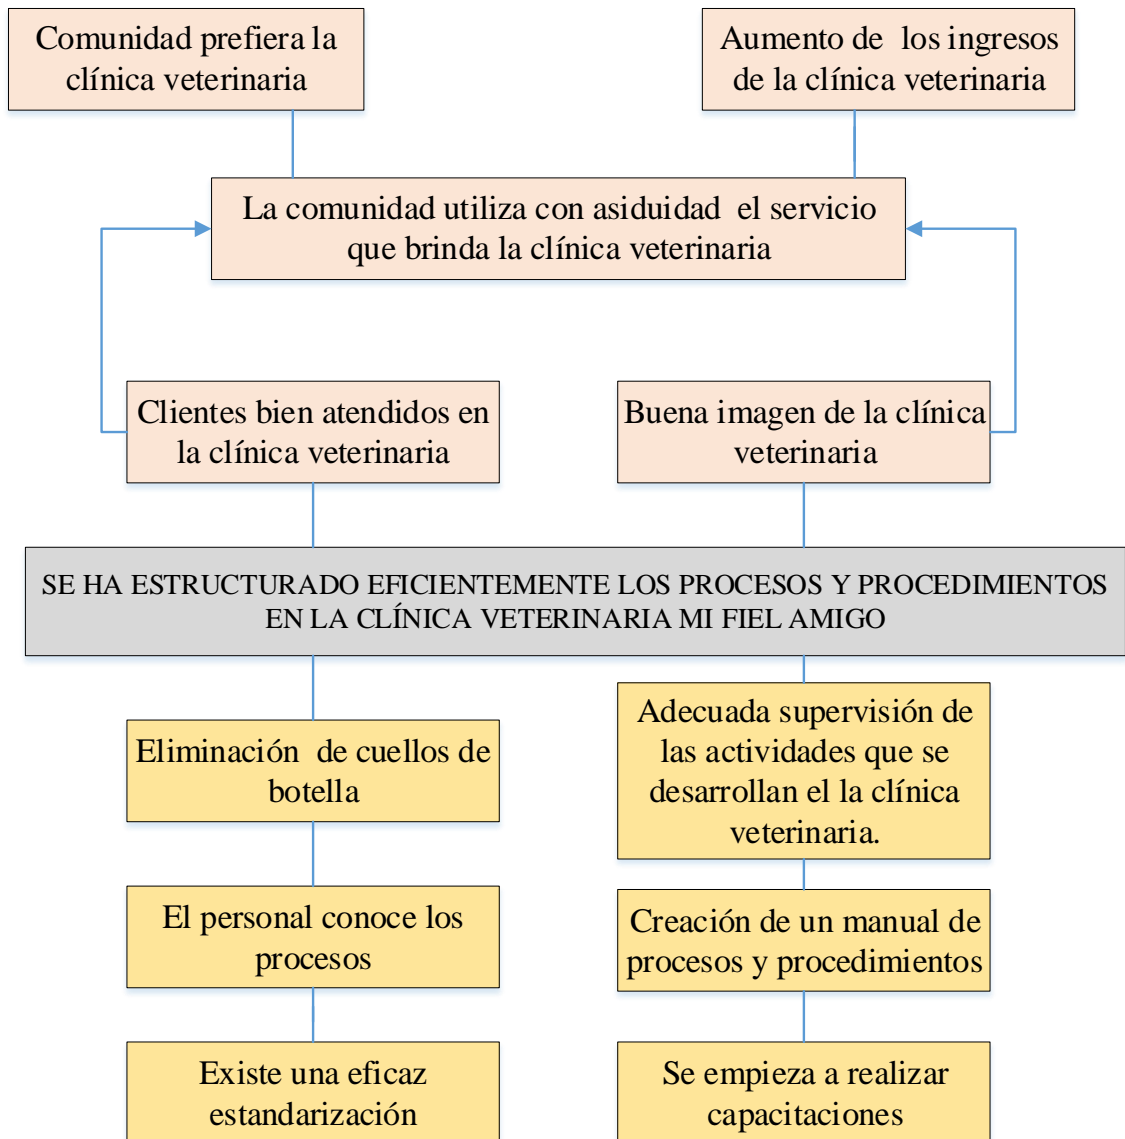 Comunidad prefiera la
clínica veterinaria
Aumento de los ingresos
de la clínica veterinaria
La comunidad utiliza con asiduidad el servicio
que brinda la clínica veterinaria
Clientes bien atendidos en
la clínica veterinaria
Buena imagen de la clínica
veterinaria
SE HA ESTRUCTURADO EFICIENTEMENTE LOS PROCESOS Y PROCEDIMIENTOS
EN LA CLÍNICA VETERINARIA MI FIEL AMIGO
Eliminación de cuellos de
botella
Adecuada supervisión de
las actividades que se
desarrollan el la clínica
veterinaria.
El personal conoce los
procesos
Creación de un manual de
procesos y procedimientos
Existe una eficaz
estandarización
Se empieza a realizar
capacitaciones